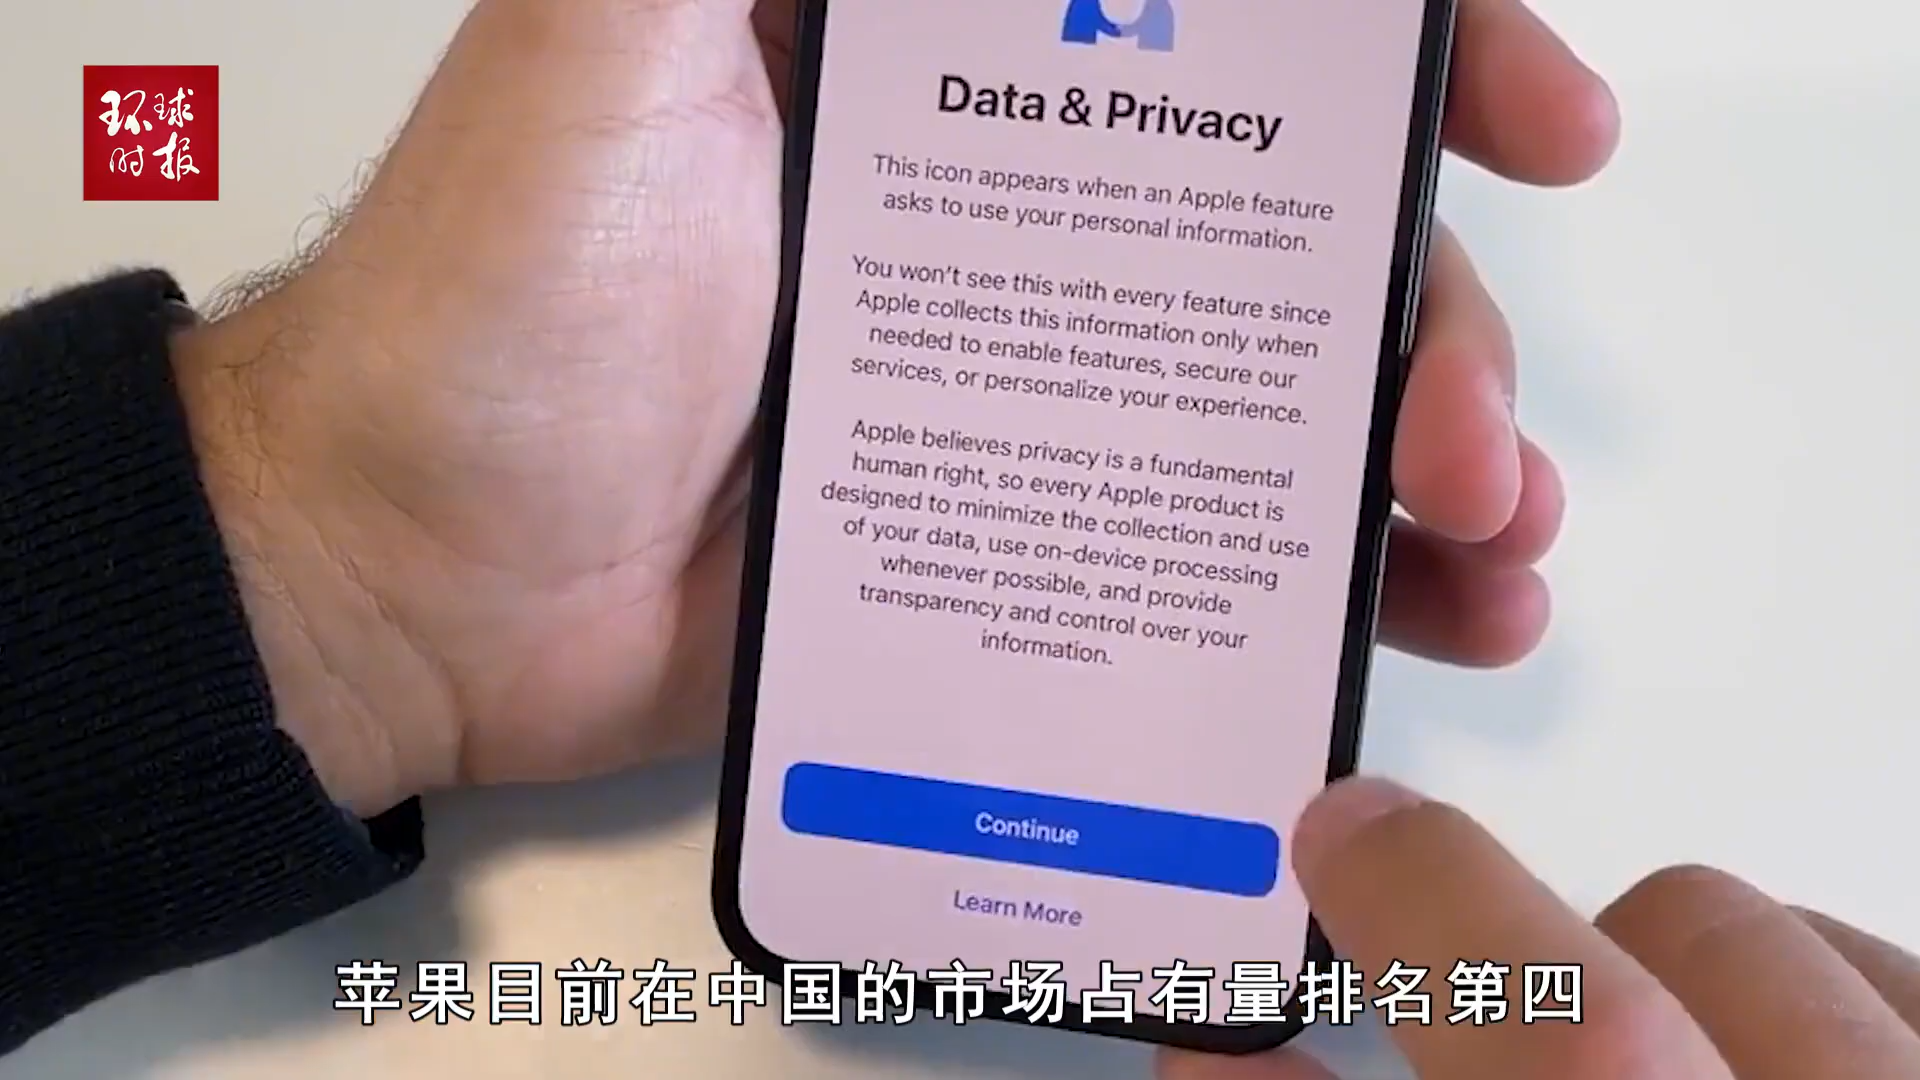 环球
时报
Data & Privacy
This icon appears when an Apple feature
asks to use your personal information.
You won't see this with every feature since
Apple collects this information only when
needed to enable features, secure our
services, or personalize your experience.
Apple believes privacy is a fundamental
human right, so every Apple product is
designed to minimize the collection and use
of your data, use on-device processing
whenever possible, and provide
transparency and control over your
information.
Continue
Learn More
苹果目前在中国的市场占有量排名第四